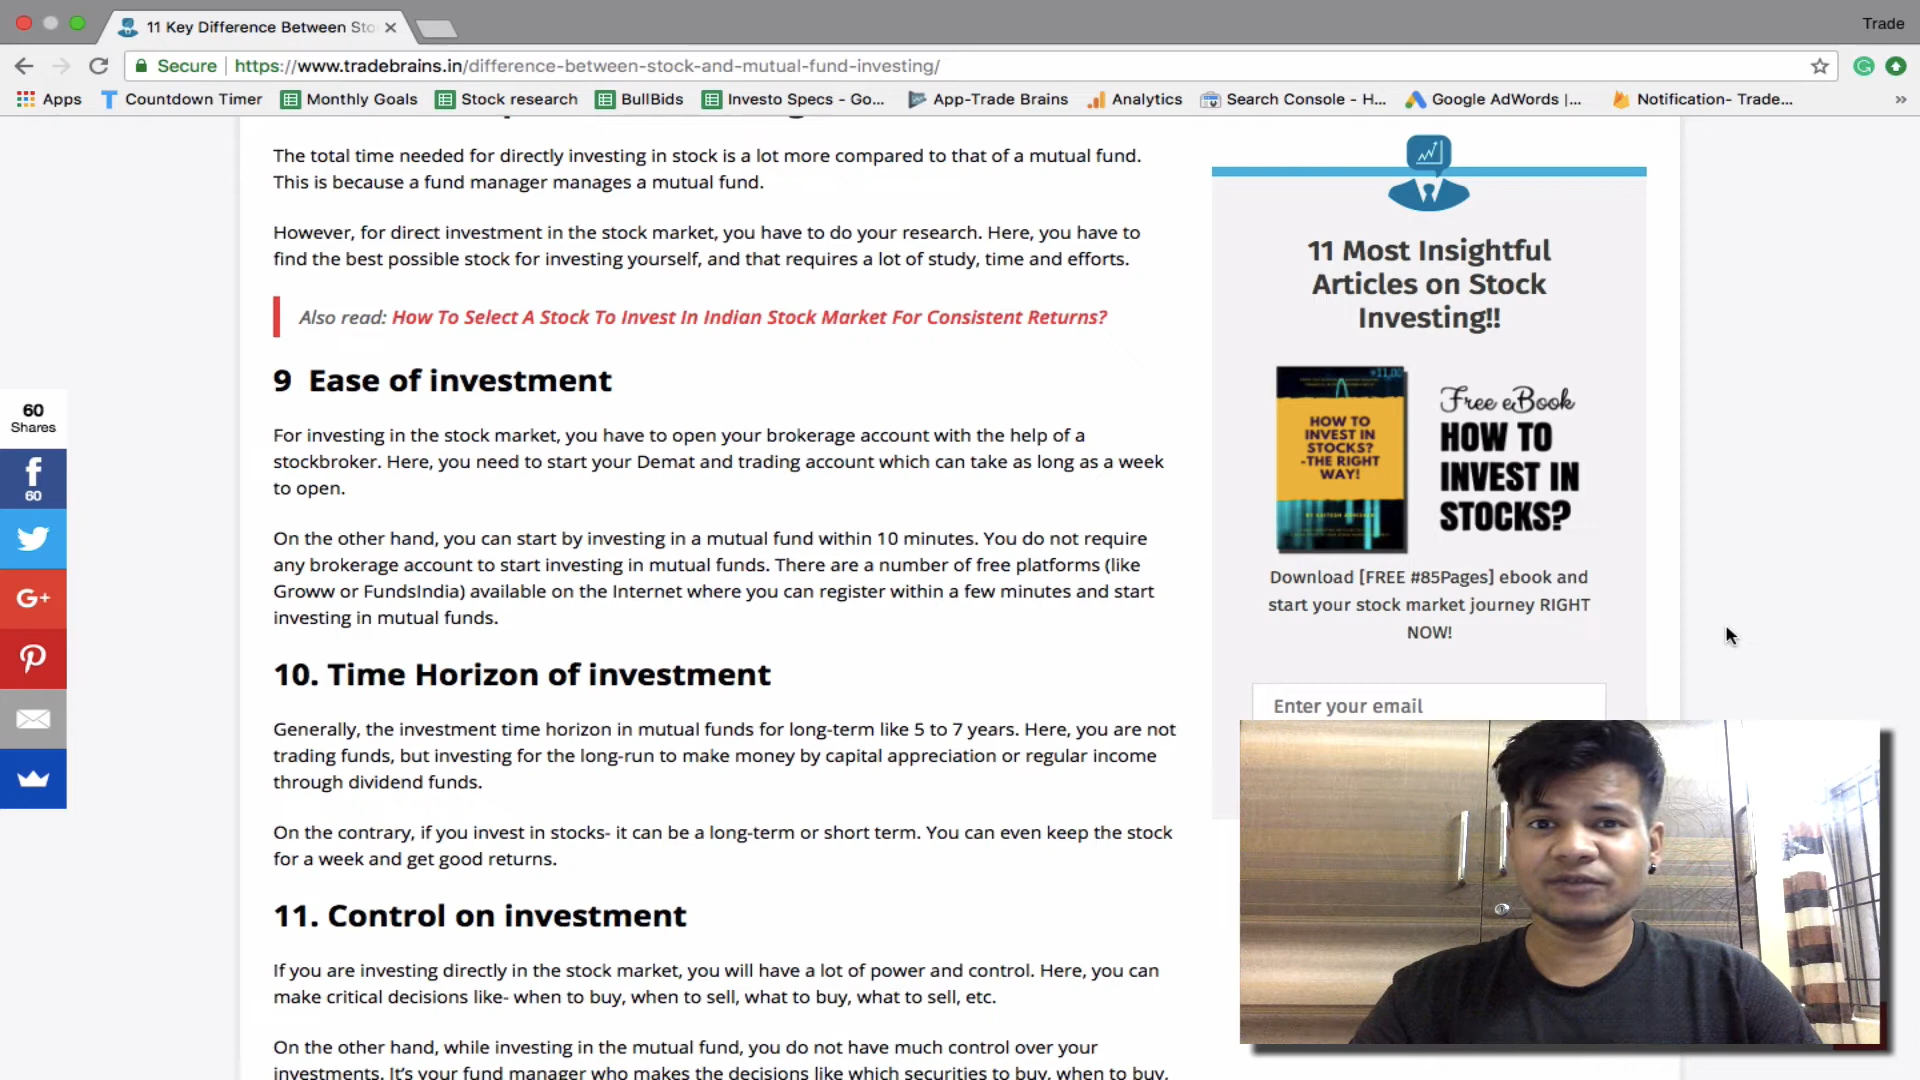 11 Key Difference Between Sto
Trade
Secure https://www.tradebrains.in/difference-between-stock-and-mutual-fund-investing/
Apps Countdown Timer Monthly Goals Stock research BullBids Investo Specs - Go... App-Trade Brains Analytics Search Console - H... Google AdWords |... Notification- Trade... »
The total time needed for directly investing in stock is a lot more compared to that of a mutual fund.
This is because a fund manager manages a mutual fund.
However, for direct investment in the stock market, you have to do your research. Here, you have to
find the best possible stock for investing yourself, and that requires a lot of study, time and efforts.
Also read: How To Select A Stock To Invest In Indian Stock Market For Consistent Returns?
9 Ease of investment
For investing in the stock market, you have to open your brokerage account with the help of a
stockbroker. Here, you need to start your Demat and trading account which can take as long as a week
to open.
On the other hand, you can start by investing in a mutual fund within 10 minutes. You do not require
any brokerage account to start investing in mutual funds. There are a number of free platforms (like
Groww or FundsIndia) available on the Internet where you can register within a few minutes and start
investing in mutual funds.
10. Time Horizon of investment
Generally, the investment time horizon in mutual funds for long-term like 5 to 7 years. Here, you are not
trading funds, but investing for the long-run to make money by capital appreciation or regular income
through dividend funds.
On the contrary, if you invest in stocks- it can be a long-term or short term. You can even keep the stock
for a week and get good returns.
11. Control on investment
If you are investing directly in the stock market, you will have a lot of power and control. Here, you can
make critical decisions like- when to buy, when to sell, what to buy, what to sell, etc.
On the other hand, while investing in the mutual fund, you do not have much control over your
investments. It's your fund manager who makes the decisions like which securities to buy, when to buy,
60
Shares
f
60
G+
11 Most Insightful
Articles on Stock
Investing!!
HOW TO
INVEST IN
STOCKS?
-THE RIGHT
WAY!
Free eBook
HOW TO
INVEST IN
STOCKS?
Download [FREE #85Pages] ebook and
start your stock market journey RIGHT
NOW!
Enter your email